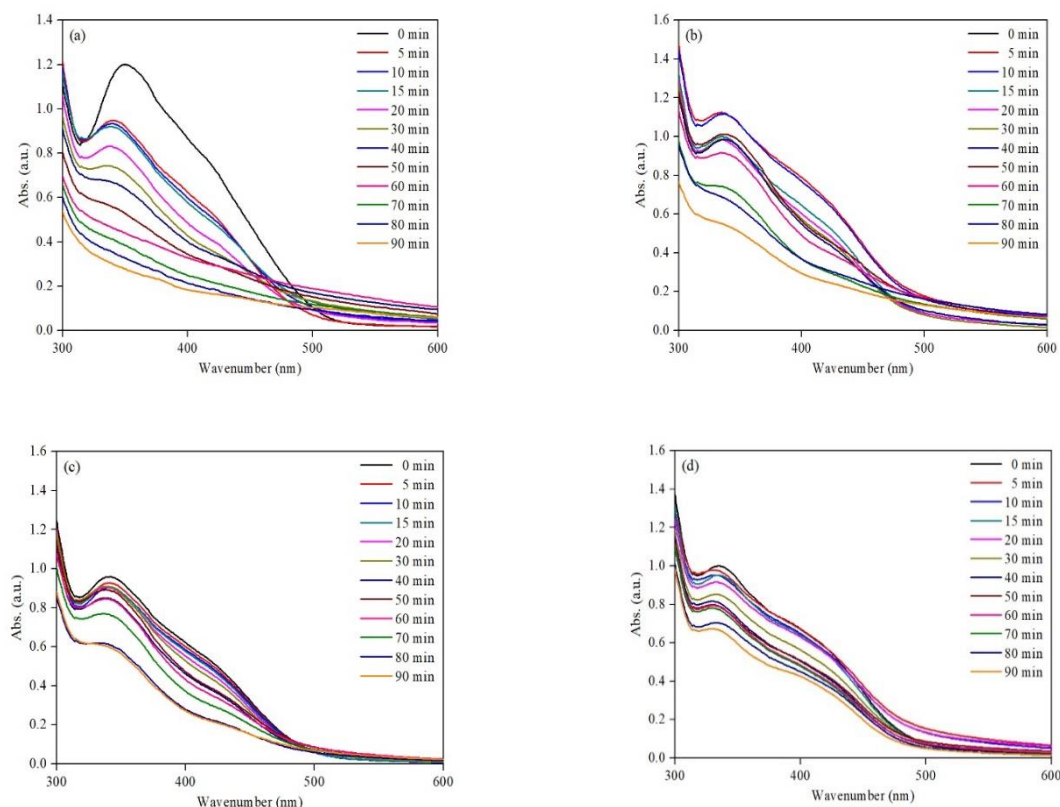 (a)
1.4
1.2
1.0
0.8
0.6
0.4
0.2
0.0
Abs. (a.u.)
300 400 500 600
Wavenumber (nm)
0 min
5 min
10 min
15 min
20 min
30 min
40 min
50 min
60 min
70 min
80 min
90 min
(b)
1.6
1.4
1.2
1.0
0.8
0.6
0.4
0.2
0.0
Abs. (a.u.)
300 400 500 600
Wavenumber (nm)
0 min
5 min
10 min
15 min
20 min
30 min
40 min
50 min
60 min
70 min
80 min
90 min
(c)
1.6
1.4
1.2
1.0
0.8
0.6
0.4
0.2
0.0
Abs. (a.u.)
300 400 500 600
Wavenumber (nm)
0 min
5 min
10 min
15 min
20 min
30 min
40 min
50 min
60 min
70 min
80 min
90 min
(d)
1.6
1.4
1.2
1.0
0.8
0.6
0.4
0.2
0.0
Abs. (a.u.)
300 400 500 600
Wavenumber (nm)
0 min
5 min
10 min
15 min
20 min
30 min
40 min
50 min
60 min
70 min
80 min
90 min